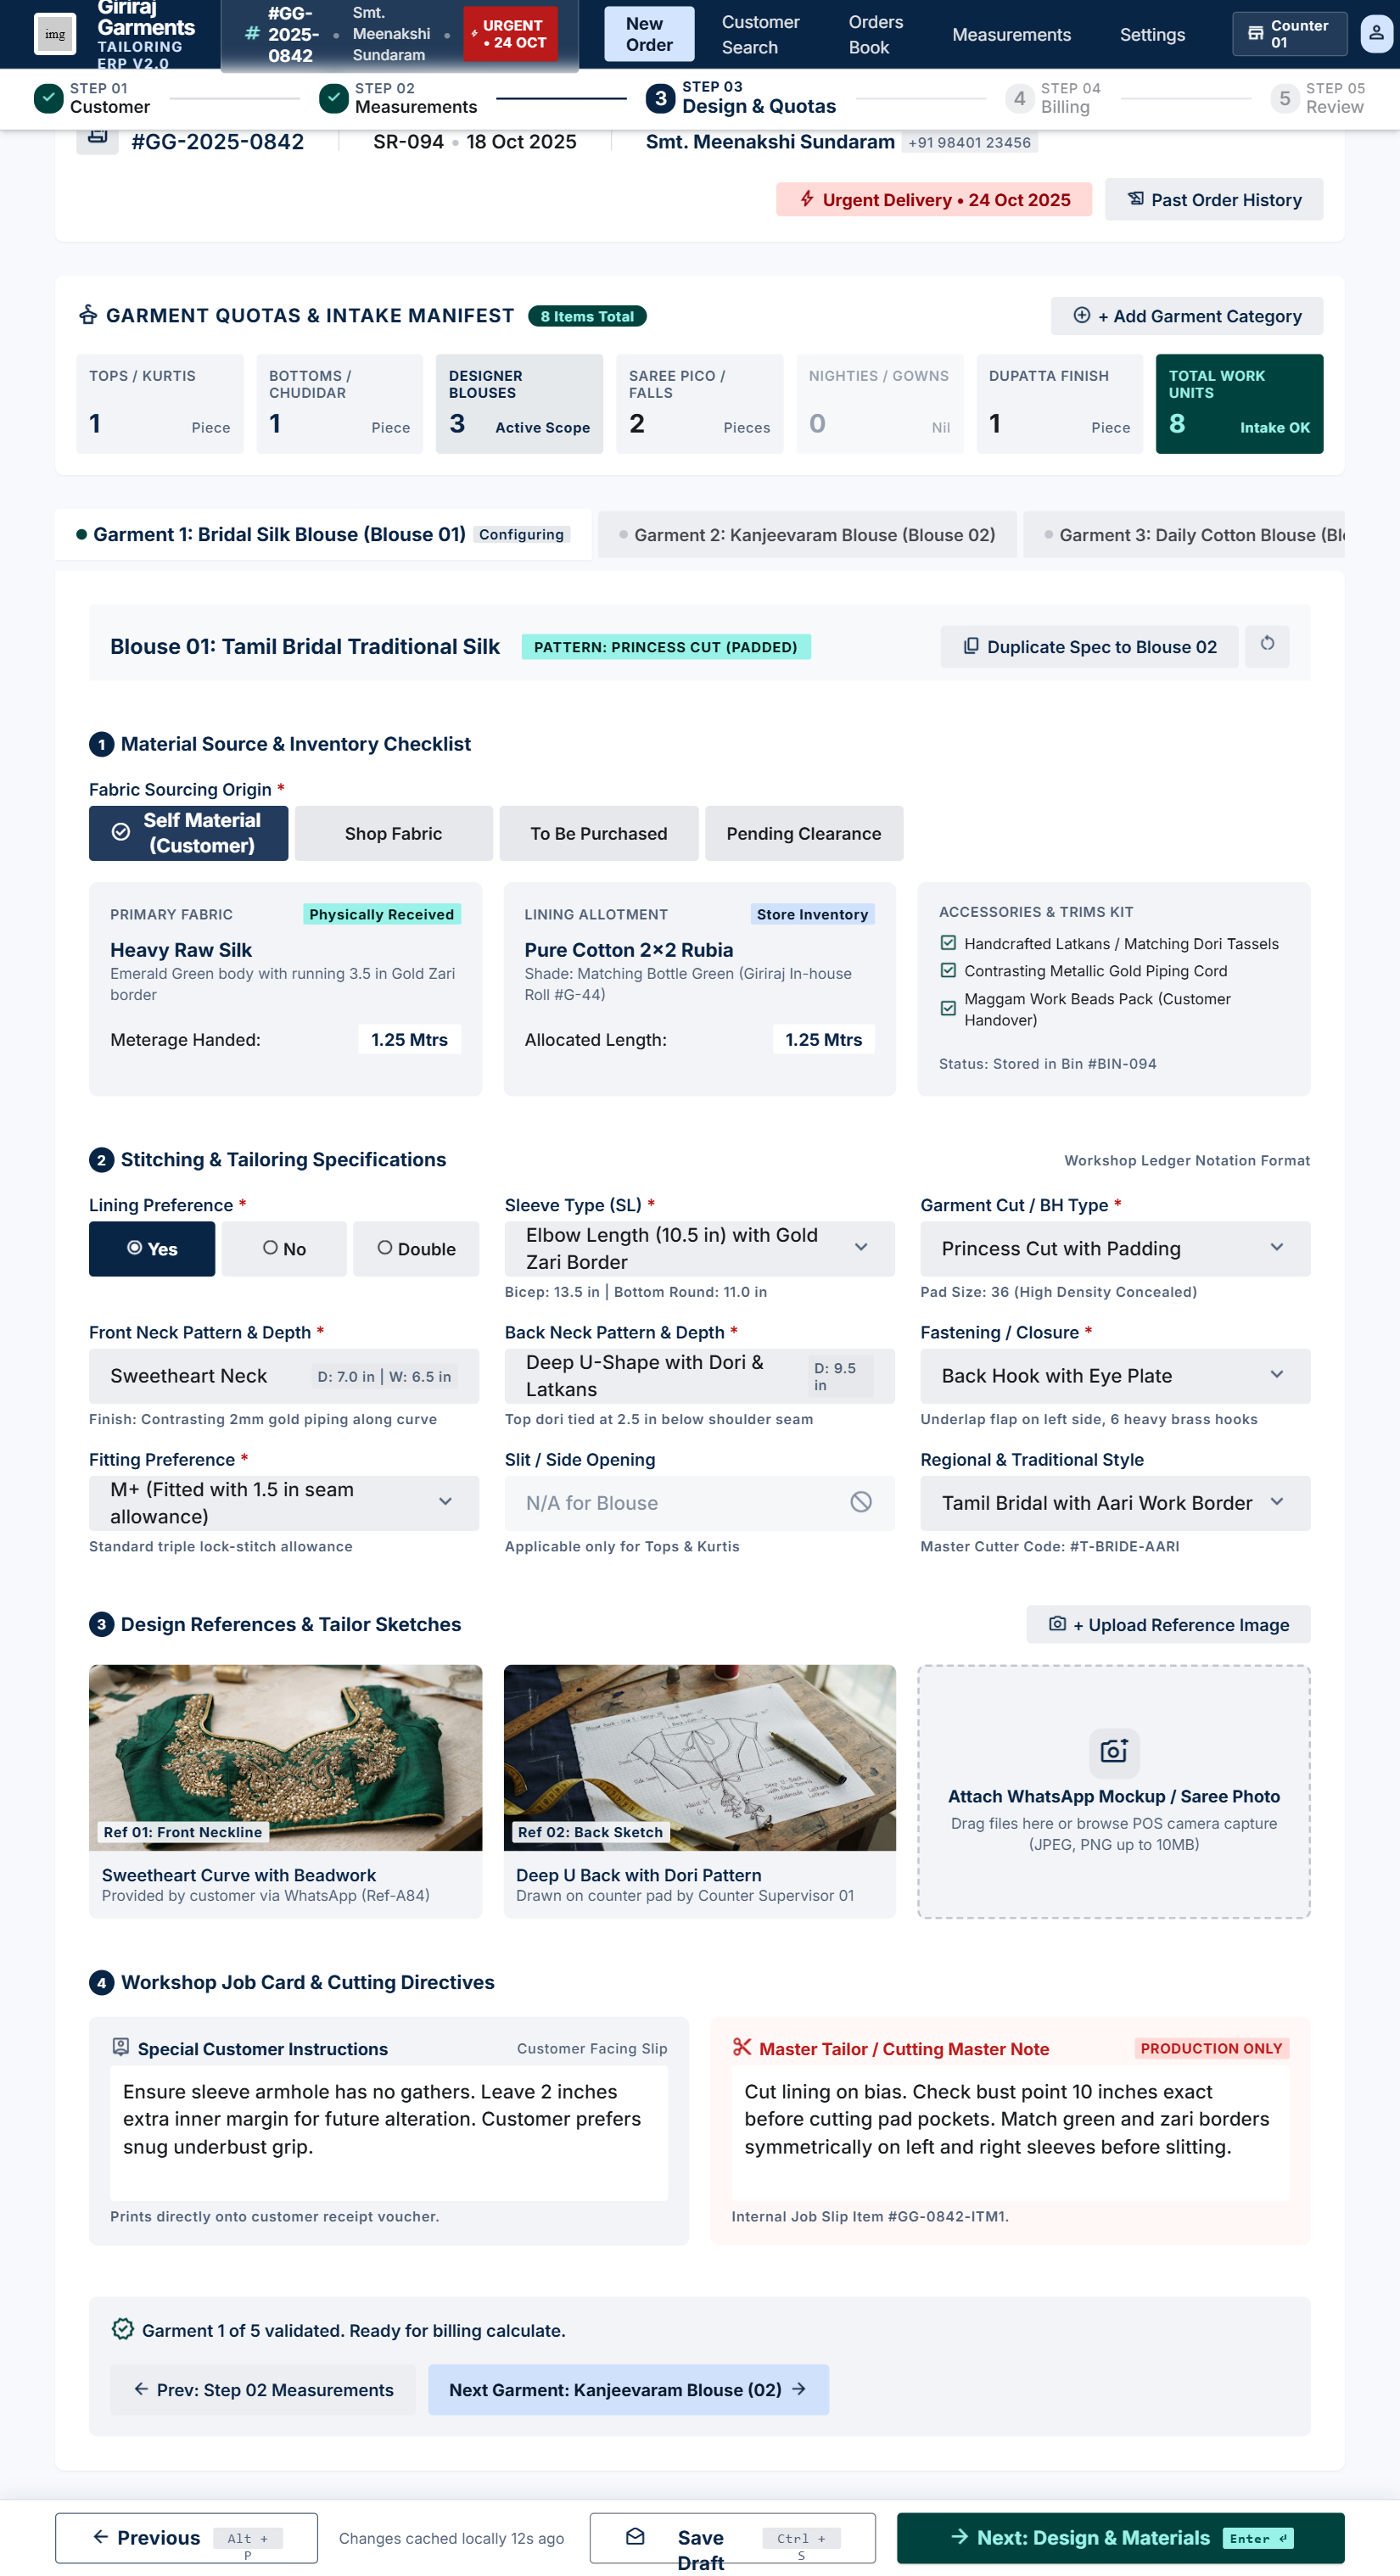 img
Giriraj
Garments
TAILORING
ERP V2.0
#
#GG-
2025-
0842
•
Smt.
Meenakshi
Sundaram
•
URGENT
• 24 OCT
New
Order
Customer
Search
Orders
Book
Measurements
Settings
Counter
01
STEP 01
Customer
STEP 02
Measurements
3
STEP 03
Design & Quotas
4
STEP 04
Billing
5
STEP 05
Review
#GG-2025-0842
SR-094 • 18 Oct 2025
Smt. Meenakshi Sundaram +91 98401 23456
Urgent Delivery • 24 Oct 2025
Past Order History
GARMENT QUOTAS & INTAKE MANIFEST
8 Items Total
+ Add Garment Category
TOPS / KURTIS
1
Piece
BOTTOMS /
CHUDIDAR
1
Piece
DESIGNER
BLOUSES
3
Active Scope
SAREE PICO /
FALLS
2
Pieces
NIGHTIES / GOWNS
0
Nil
DUPATTA FINISH
1
Piece
TOTAL WORK
UNITS
8
Intake OK
Garment 1: Bridal Silk Blouse (Blouse 01) Configuring
Garment 2: Kanjeevaram Blouse (Blouse 02)
Garment 3: Daily Cotton Blouse
Blouse 01: Tamil Bridal Traditional Silk
PATTERN: PRINCESS CUT (PADDED)
Duplicate Spec to Blouse 02
1 Material Source & Inventory Checklist
Fabric Sourcing Origin *
Self Material
(Customer)
Shop Fabric
To Be Purchased
Pending Clearance
PRIMARY FABRIC
Physically Received
Heavy Raw Silk
Emerald Green body with running 3.5 in Gold Zari
border
Meterage Handed:
1.25 Mtrs
LINING ALLOTMENT
Store Inventory
Pure Cotton 2×2 Rubia
Shade: Matching Bottle Green (Giriraj In-house
Roll #G-44)
Allocated Length:
1.25 Mtrs
ACCESSORIES & TRIMS KIT
Handcrafted Latkans / Matching Dori Tassels
Contrasting Metallic Gold Piping Cord
Maggam Work Beads Pack (Customer
Handover)
Status: Stored in Bin #BIN-094
2 Stitching & Tailoring Specifications
Workshop Ledger Notation Format
Lining Preference *
Yes
No
Double
Sleeve Type (SL) *
Elbow Length (10.5 in) with Gold
Zari Border
Bicep: 13.5 in | Bottom Round: 11.0 in
Garment Cut / BH Type *
Princess Cut with Padding
Pad Size: 36 (High Density Concealed)
Front Neck Pattern & Depth *
Sweetheart Neck
D: 7.0 in | W: 6.5 in
Finish: Contrasting 2mm gold piping along curve
Back Neck Pattern & Depth *
Deep U-Shape with Dori &
Latkans
D: 9.5
in
Top dori tied at 2.5 in below shoulder seam
Fastening / Closure *
Back Hook with Eye Plate
Underlap flap on left side, 6 heavy brass hooks
Fitting Preference *
M+ (Fitted with 1.5 in seam
allowance)
Standard triple lock-stitch allowance
Slit / Side Opening
N/A for Blouse
Applicable only for Tops & Kurtis
Regional & Traditional Style
Tamil Bridal with Aari Work Border
Master Cutter Code: #T-BRIDE-AARI
3 Design References & Tailor Sketches
+ Upload Reference Image
Ref 01: Front Neckline
Sweetheart Curve with Beadwork
Provided by customer via WhatsApp (Ref-A84)
Ref 02: Back Sketch
Deep U Back with Dori Pattern
Drawn on counter pad by Counter Supervisor 01
Attach WhatsApp Mockup / Saree Photo
Drag files here or browse POS camera capture
(JPEG, PNG up to 10MB)
4 Workshop Job Card & Cutting Directives
Special Customer Instructions
Customer Facing Slip
Ensure sleeve armhole has no gathers. Leave 2 inches
extra inner margin for future alteration. Customer prefers
snug underbust grip.
Prints directly onto customer receipt voucher.
Master Tailor / Cutting Master Note
PRODUCTION ONLY
Cut lining on bias. Check bust point 10 inches exact
before cutting pad pockets. Match green and zari borders
symmetrically on left and right sleeves before slitting.
Internal Job Slip Item #GG-0842-ITM1.
Garment 1 of 5 validated. Ready for billing calculate.
← Prev: Step 02 Measurements
Next Garment: Kanjeevaram Blouse (02) →
← Previous
Alt +
P
Changes cached locally 12s ago
Save
Draft
Ctrl +
S
→ Next: Design & Materials
Enter ↵